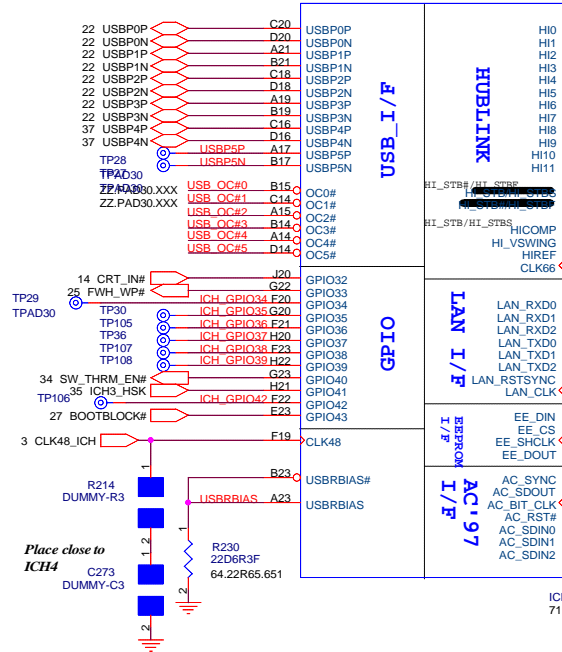 22 USBP0P C20 USBP0P HI0
22 USBP0N D20 USBP0N HI1
22 USBP1P A21 USBP1P HI2
22 USBP1N B21 USBP1N HI3
22 USBP2P C18 USBP2P HI4
22 USBP2N D18 USBP2N HI5
22 USBP3P A19 USBP3P HI6
22 USBP3N B19 USBP3N HI7
37 USBP4P C16 USBP4P HI8
37 USBP4N D16 USBP4N HI9
USBP5P A17 USBP5P HI10
TP28 USBP5N B17 USBP5N HI11
USB_I/F
HUBLINK
TPAD30
ZZ.PAD30.XXX USB_OC#0 B15 OC0# HI_STB#/HI_STBF
ZZ.PAD30.XXX USB_OC#1 C14 OC1#
USB_OC#2 A15 OC2# HI_STB/HI_STBS
USB_OC#3 B14 OC3# HICOMP
USB_OC#4 A14 OC4# HI_VSWING
USB_OC#5 D14 OC5# HIREF
CLK66
14 CRT_IN# J20 GPIO32
25 FWH_WP# G22 GPIO33
TP29 ICH_GPIO34 F20 GPIO34 LAN_RXD0
TPAD30 TP30 ICH_GPIO35 G20 GPIO35 LAN_RXD1
TP105 ICH_GPIO36 F21 GPIO36 LAN_RXD2
TP36 ICH_GPIO37 H20 GPIO37 LAN_TXD0
TP107 ICH_GPIO38 F23 GPIO38 LAN_TXD1
TP108 ICH_GPIO39 H22 GPIO39 LAN_TXD2
34 SW_THRM_EN# G23 GPIO40 LAN_RSTSYNC
35 ICH3_HSK H21 GPIO41 LAN_CLK
TP106 ICH_GPIO42 F22 GPIO42
27 BOOTBLOCK# E23 GPIO43 EE_DIN
GPIO
LAN I/F
EE_CS
3 CLK48_ICH F19 CLK48 EE_SHCLK
EE_DOUT
EEPROM
I/F
B23 USBRBIAS# AC_SYNC
R214 AC_SDOUT
DUMMY-R3 USBRBIAS A23 USBRBIAS AC_BIT_CLK
AC_RST#
AC_SDIN0
AC_SDIN1
AC_SDIN2
AC'97
I/F
1
2
1
2
Place close to
ICH4
C273
DUMMY-C3
1
2
R230
22D6R3F
64.22R65.651
ICH
71